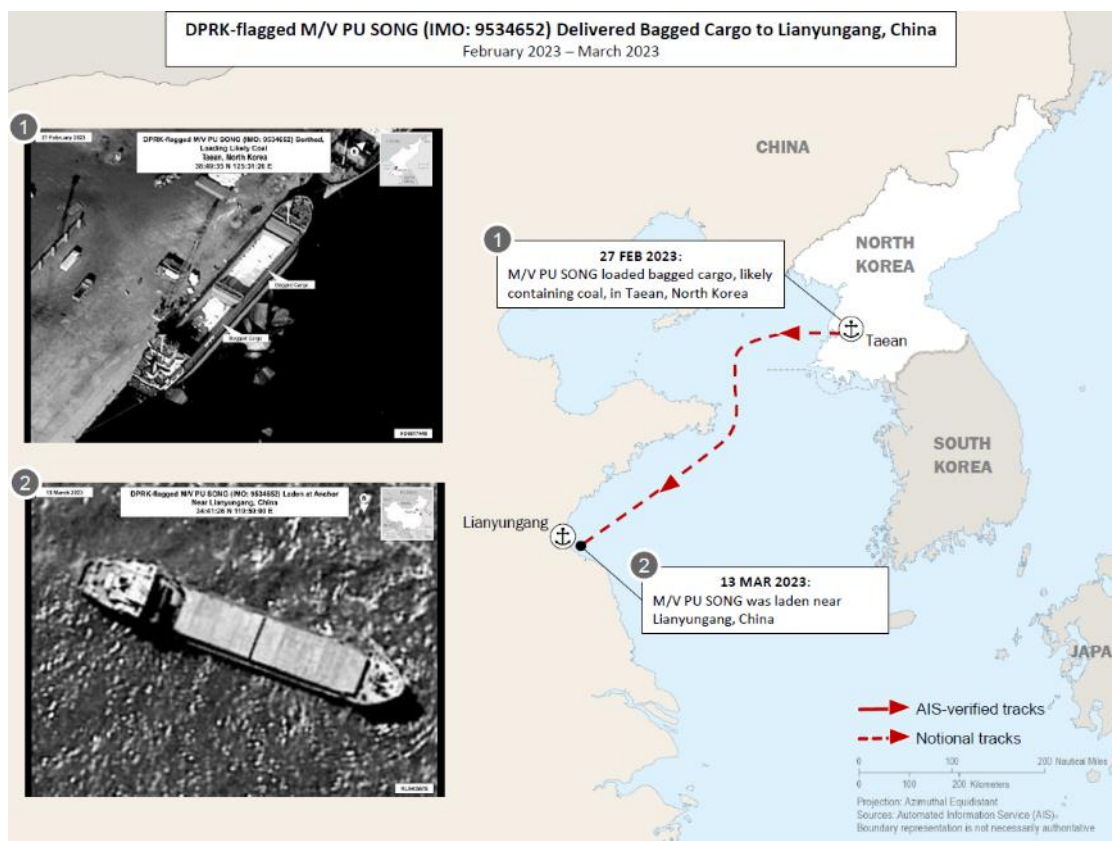 DPRK-flagged M/V PU SONG (IMO: 9534652) Delivered Bagged Cargo to Lianyungang, China
February 2023 – March 2023
1
27 February 2023
DPRK-flagged M/V PU SONG (IMO: 9534652) Berthed,
Loading Likely Coal
Taean, North Korea
Bagged Cargo
Bagged Cargo
2
13 March 2023
DPRK-flagged M/V PU SONG (IMO: 9534652) Laden at Anchor
Near Lianyungang, China
CHINA
NORTH
KOREA
1
27 FEB 2023:
M/V PU SONG loaded bagged cargo, likely
containing coal, in Taean, North Korea
Taean
SOUTH
KOREA
Lianyungang
2
13 MAR 2023:
M/V PU SONG was laden near
Lianyungang, China
JAPA
AIS-verified tracks
Notional tracks
0 100 200 Nautical Miles
0 100 200 Kilometers
Projection: Azimuthal Equidistant
Sources: Automated Information Service (AIS)
Boundary representation is not necessarily authoritative